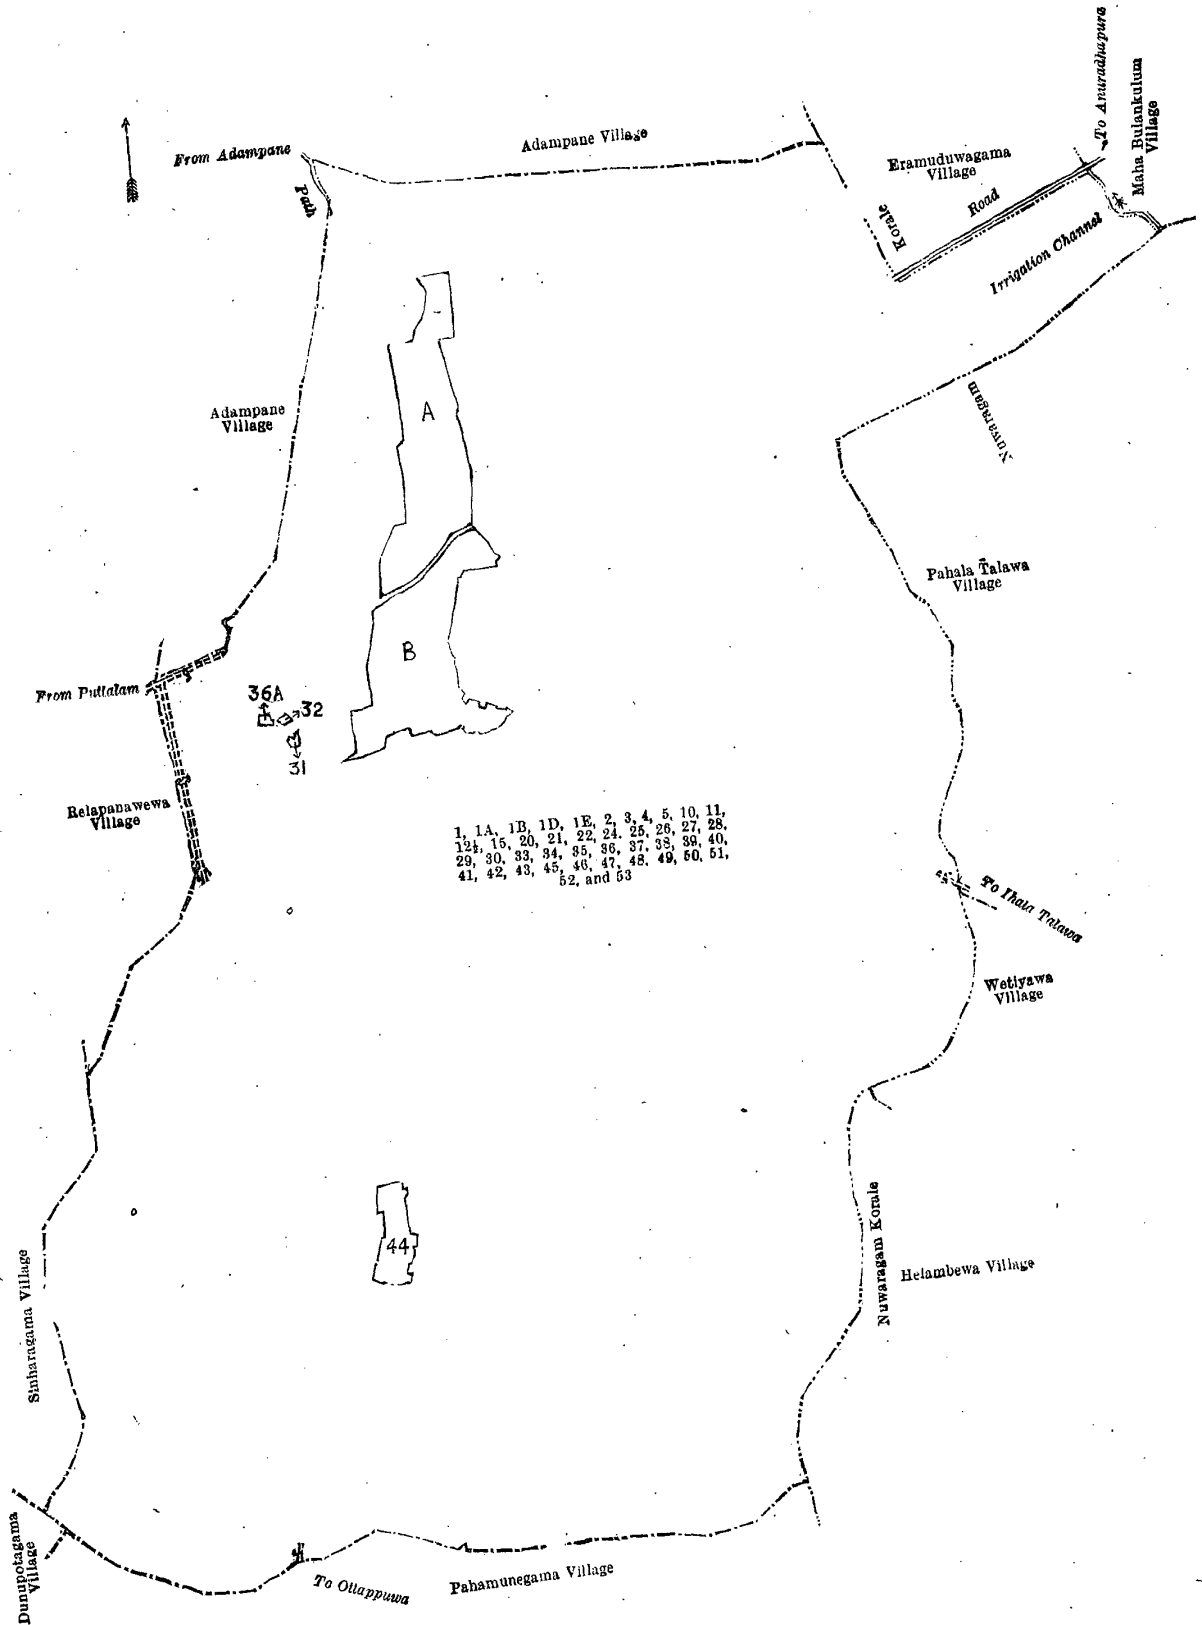 To Anuradhapura
Maha Bulankulum
Village
From Adampane
Adampane Village
Eramuduwagama
Village
Path
Korale
Road
Irrigation Channel
A
Adampane
Village
Nuwaragam
Pahala Talawa
Village
B
From Puttalam
36A
32
31
Relapanawewa
Village
1, 1A, 1B, 1D, 1E, 2, 3, 4, 5, 10, 11,
12½, 15, 20, 21, 22, 24, 25, 26, 27, 28,
29, 30, 33, 34, 35, 36, 37, 38, 39, 40,
41, 42, 43, 45, 46, 47, 48, 49, 50, 51,
52, and 53
To Ihala Talawa
Wetiyawa
Village
44
Nuwaragam Korale
Helambewa Village
Sinharagama Village
Dunupotagama
Village
To Ollappuwa
Pahamunegama Village